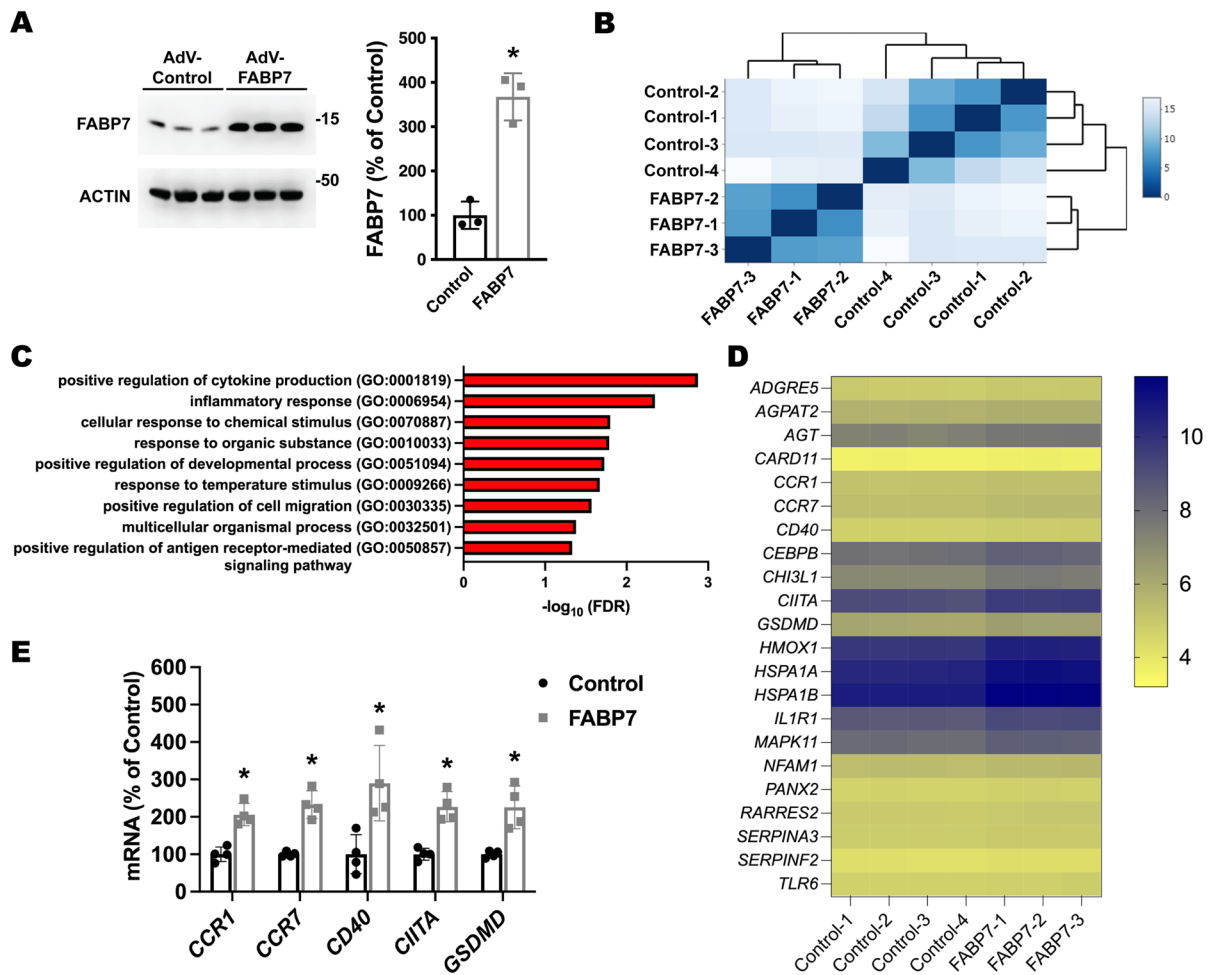 A
AdV-
Control
AdV-
FABP7
FABP7
-15
-50
ACTIN
FABP7 (% of Control)
500
400
300
200
100
0
*
Control
FABP7
B
Control-2
Control-1
Control-3
Control-4
FABP7-2
FABP7-1
FABP7-3
FABP7-3
FABP7-1
FABP7-2
Control-4
Control-3
Control-1
Control-2
15
10
5
0
C
positive regulation of cytokine production (GO:0001819)
inflammatory response (GO:0006954)
cellular response to chemical stimulus (GO:0070887)
response to organic substance (GO:0010033)
positive regulation of developmental process (GO:0051094)
response to temperature stimulus (GO:0009266)
positive regulation of cell migration (GO:0030335)
multicellular organismal process (GO:0032501)
positive regulation of antigen receptor-mediated (GO:0050857)
signaling pathway
0 1 2 3
-log10 (FDR)
D
ADGRE5
AGPAT2
AGT
CARD11
CCR1
CCR7
CD40
CEBPB
CHI3L1
CIITA
GSDMD
HMOX1
HSPA1A
HSPA1B
IL1R1
MAPK11
NFAM1
PANX2
RARRES2
SERPINA3
SERPINF2
TLR6
Control-1
Control-2
Control-3
Control-4
FABP7-1
FABP7-2
FABP7-3
10
8
6
4
E
mRNA (% of Control)
600
500
400
300
200
100
0
* * * * *
Control
FABP7
CCR1
CCR7
CD40
CIITA
GSDMD